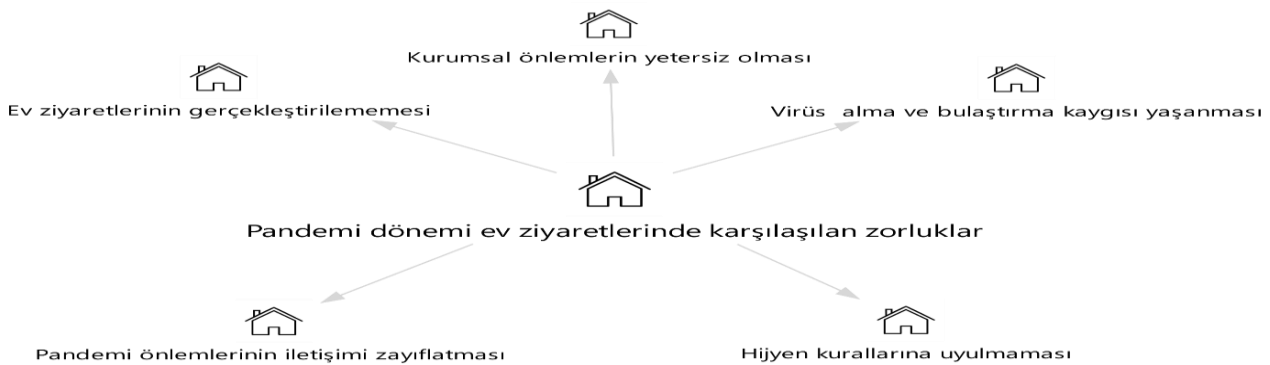 Kurumsal önlemlerin yetersiz olması
Ev ziyaretlerinin gerçekleştirilememesi
Virüs alma ve bulaştırma kaygısı yaşanması
Pandemi dönemi ev ziyaretlerinde karşılaşılan zorluklar
Pandemi önlemlerinin iletişimi zayıflatması
Hijyen kurallarına uyulmaması